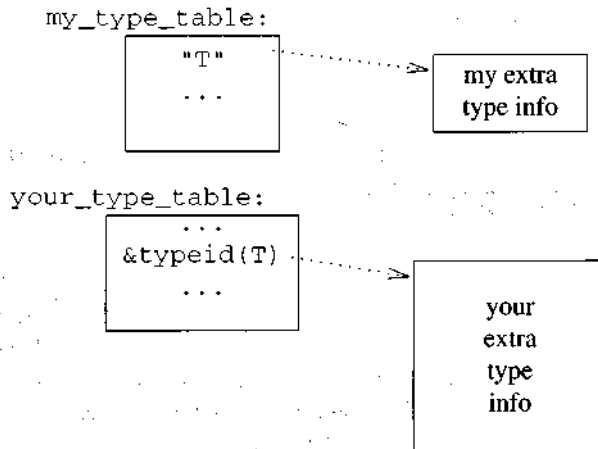 my_type_table:
"T"
...
my extra
type info
your_type_table:
...
&typeid(T)
...
your
extra
type
info